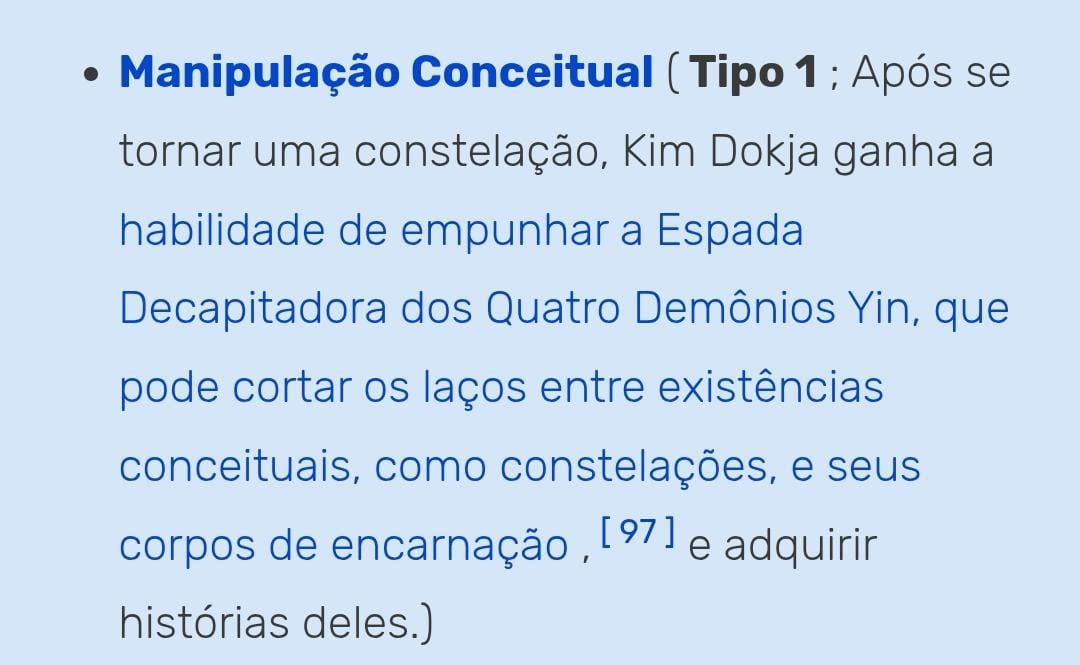 • Manipulação Conceitual ( Tipo 1 ; Após se
tornar uma constelação, Kim Dokja ganha a
habilidade de empunhar a Espada
Decapitadora dos Quatro Demônios Yin, que
pode cortar os laços entre existências
conceituais, como constelações, e seus
corpos de encarnação , [ 97 ] e adquirir
histórias deles.)